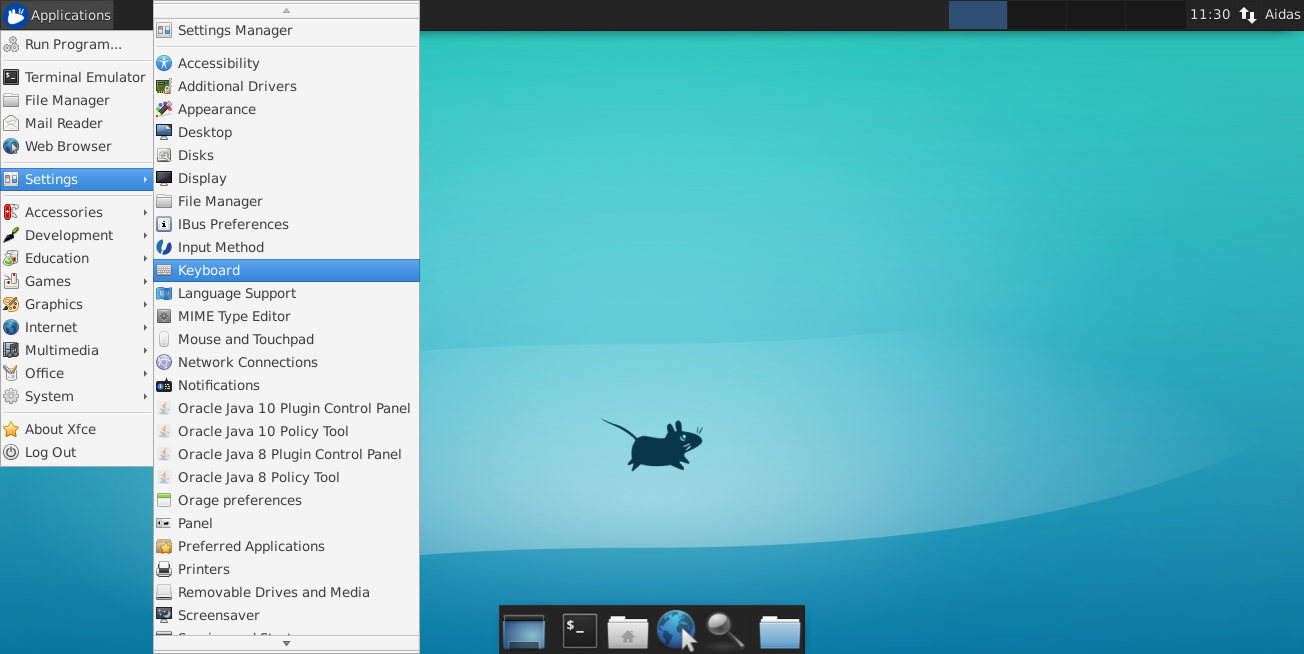 Applications
11:30
Aidas
Run Program...
Terminal Emulator
File Manager
Mail Reader
Web Browser
Settings
Accessories
Development
Education
Games
Graphics
Internet
Multimedia
Office
System
About Xfce
Log Out
Settings Manager
Accessibility
Additional Drivers
Appearance
Desktop
Disks
Display
File Manager
IBus Preferences
Input Method
Keyboard
Language Support
MIME Type Editor
Mouse and Touchpad
Network Connections
Notifications
Oracle Java 10 Plugin Control Panel
Oracle Java 10 Policy Tool
Oracle Java 8 Plugin Control Panel
Oracle Java 8 Policy Tool
Orage preferences
Panel
Preferred Applications
Printers
Removable Drives and Media
Screensaver
$_